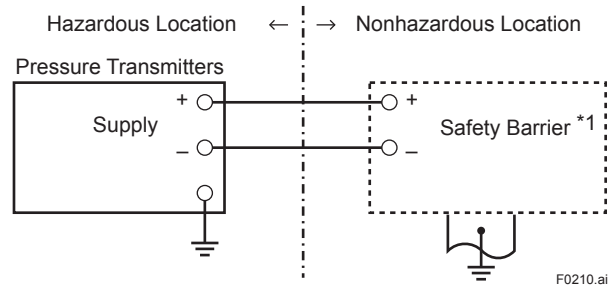 Hazardous Location ← → Nonhazardous Location
Pressure Transmitters
+ +
Supply Safety Barrier *1
– –
F0210.ai